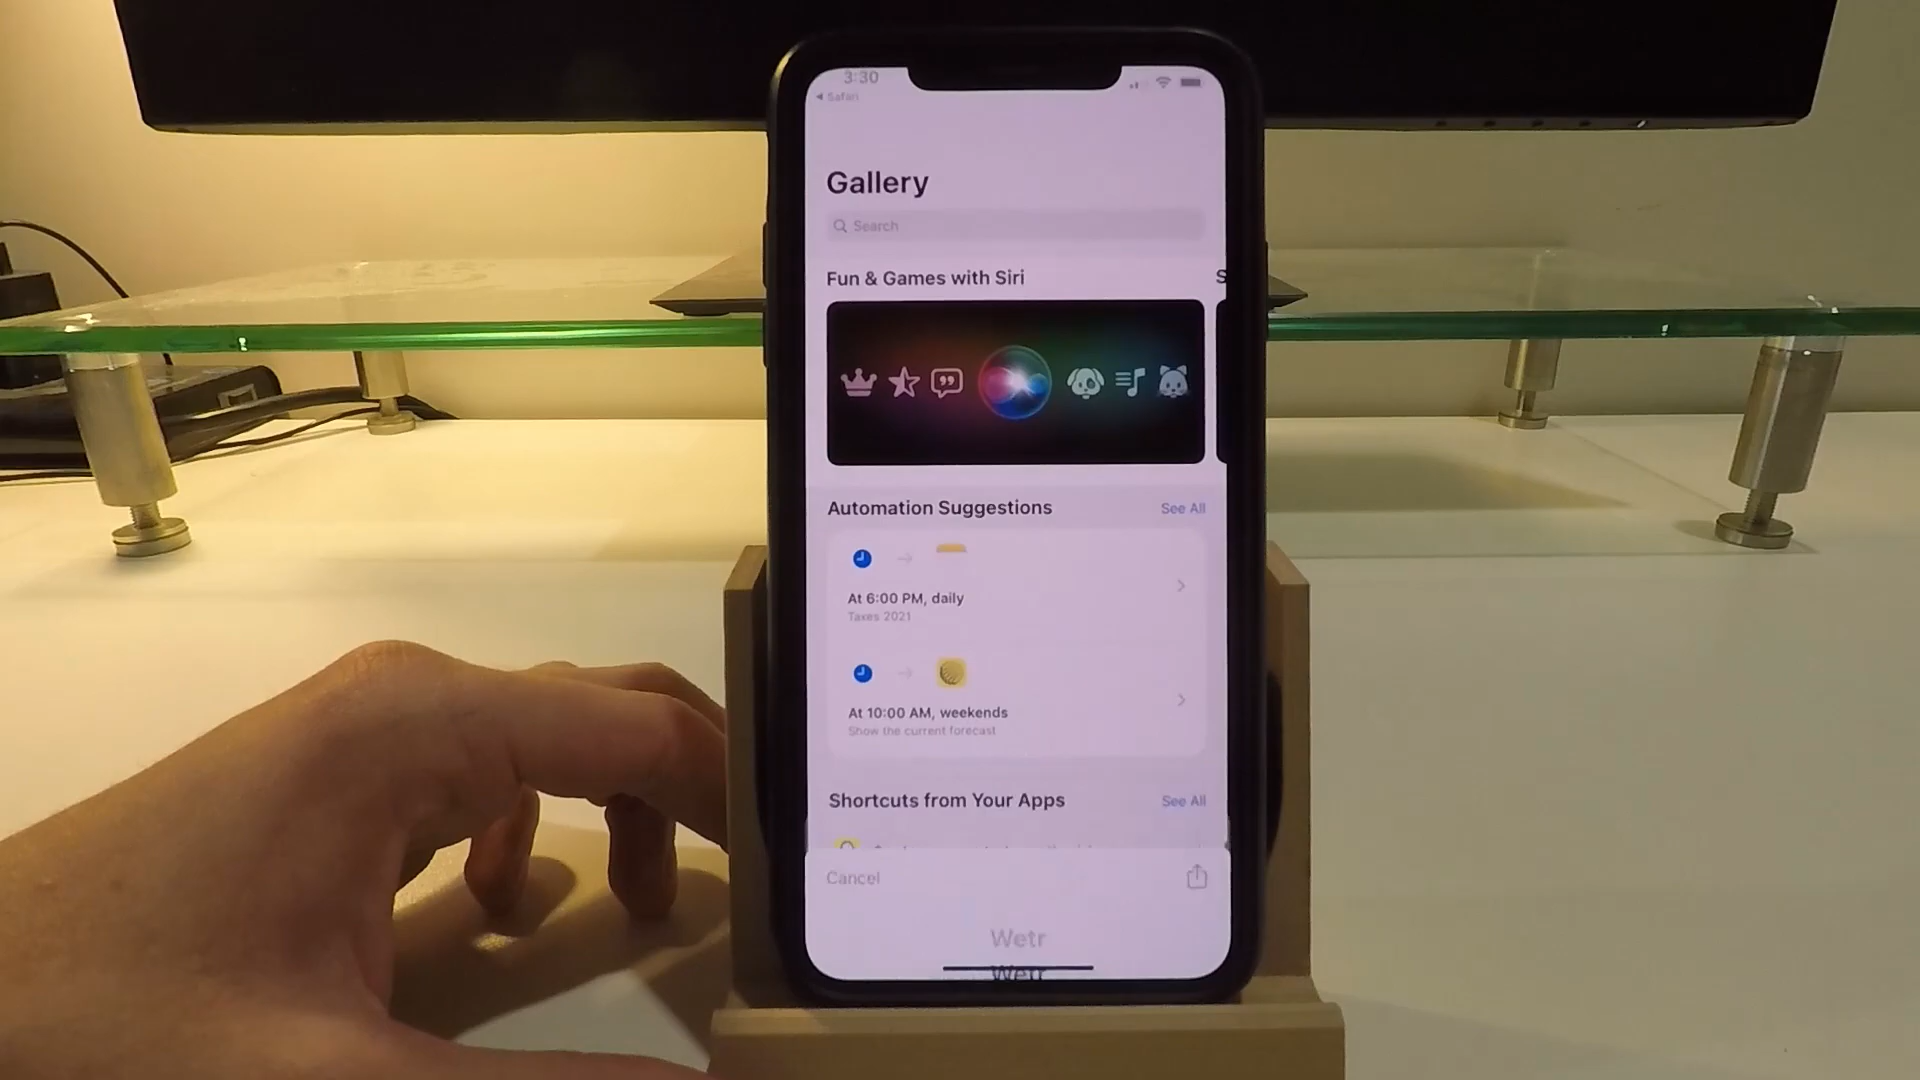 3:30
Safari
Gallery
Search
Fun & Games with Siri
S
Automation Suggestions
See All
At 6:00 PM, daily
Taxes 2021
At 10:00 AM, weekends
Show the current forecast
Shortcuts from Your Apps
See All
Cancel
Wetr
Wetr